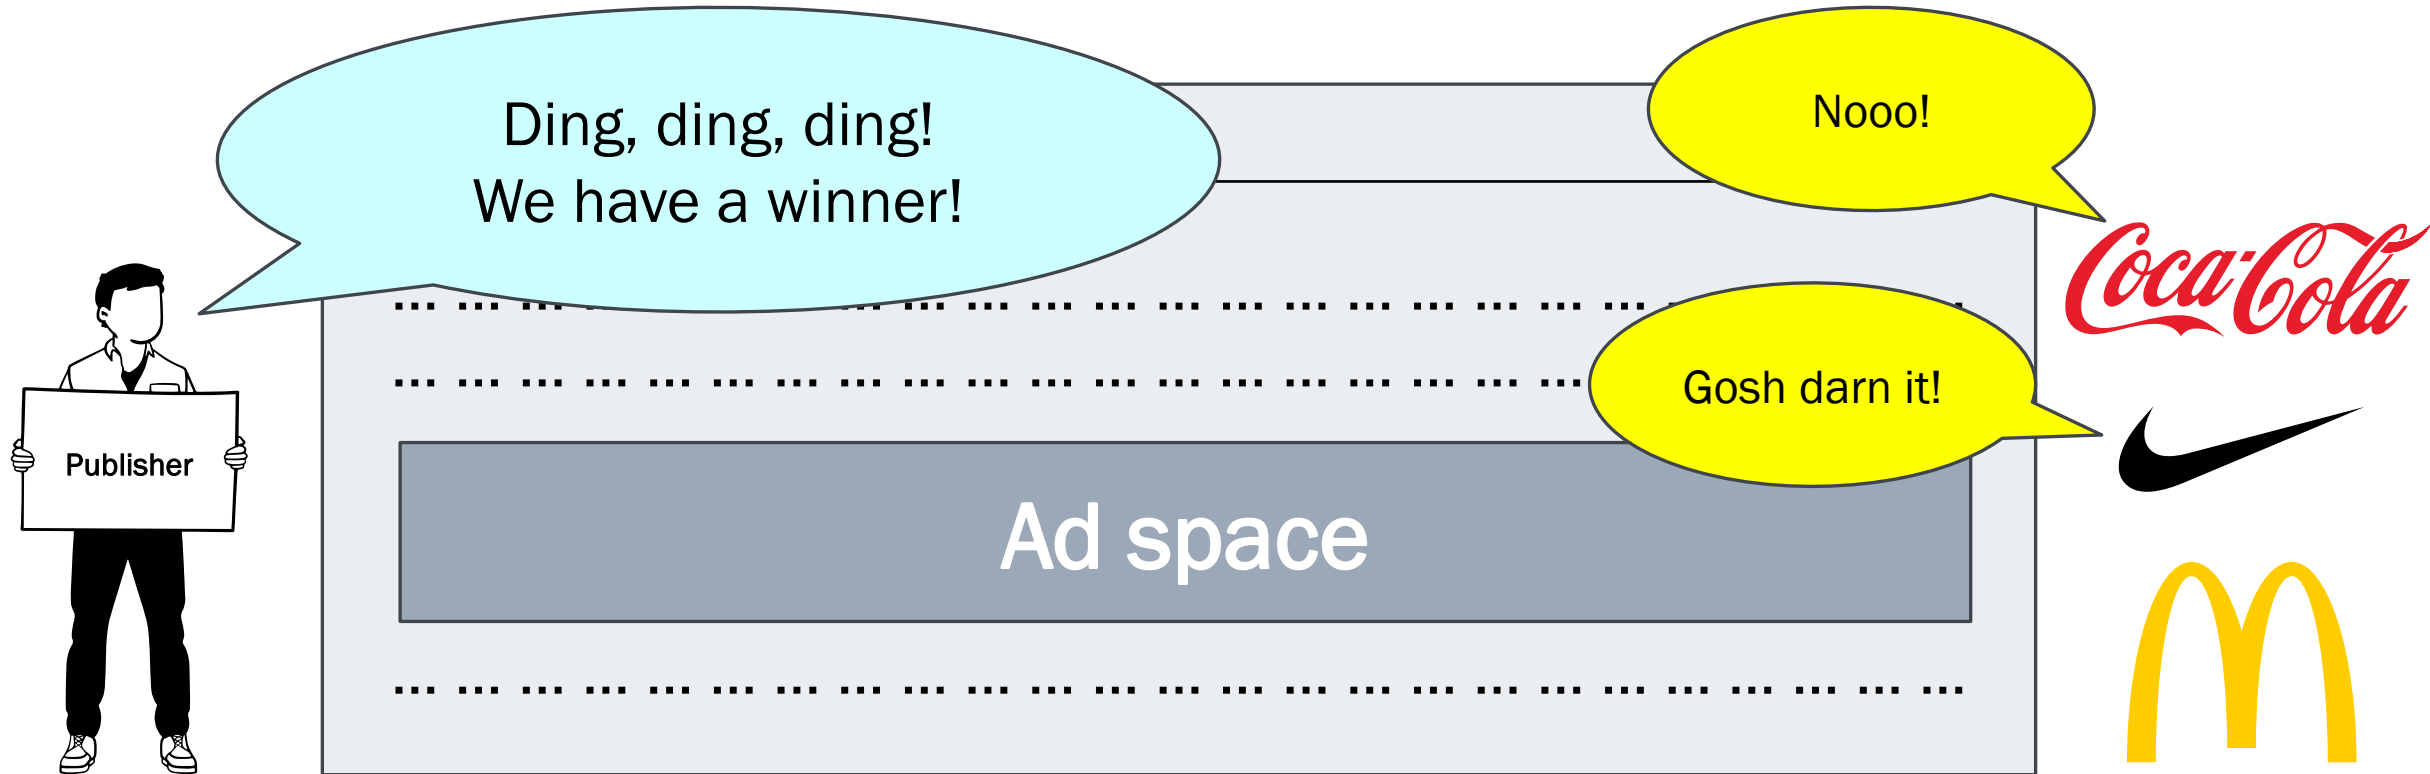 Ding, ding, ding!
We have a winner!
Nooo!
Coca-Cola
Gosh darn it!
Publisher
Ad space